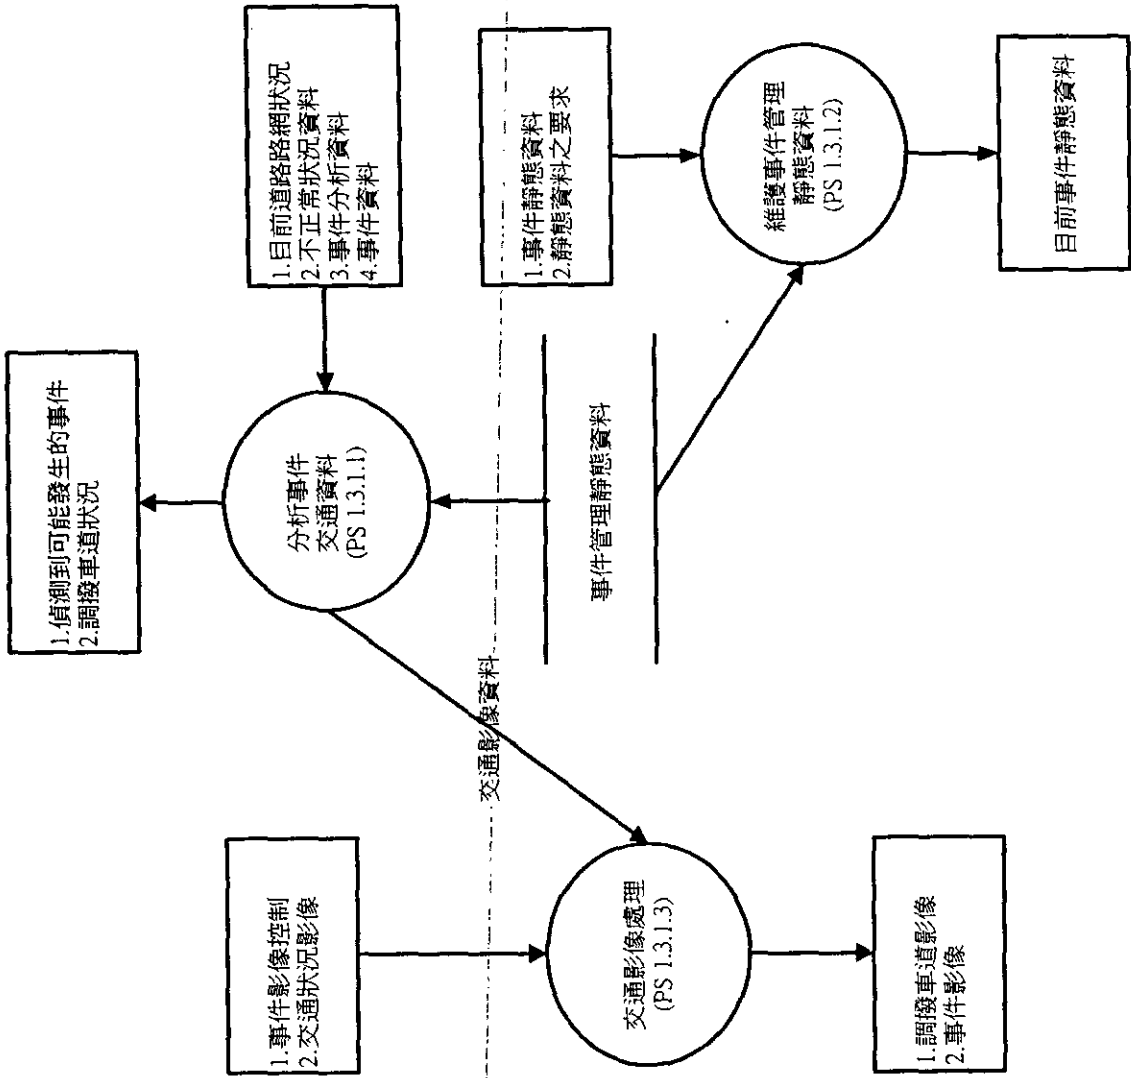 1.偵測到可能發生的事件
2.調撥車道狀況
1.目前道路路網狀況
2.不正常狀況資料
3.事件分析資料
4.事件資料
分析事件
交通資料
(PS 1.3.1.1)
1.事件影像控制
2.交通狀況影像
交通影像資料
1.事件靜態資料
2.靜態資料之要求
事件管理靜態資料
交通影像處理
(PS 1.3.1.3)
維護事件管理
靜態資料
(PS 1.3.1.2)
1.調撥車道影像
2.事件影像
目前事件靜態資料